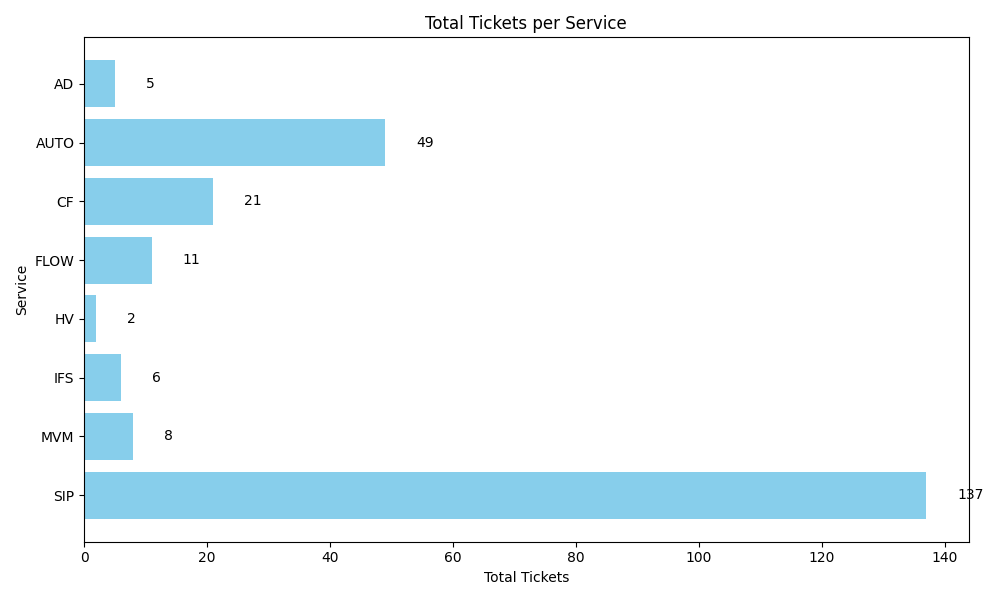 Total Tickets per Service
Service
AD 5
AUTO 49
CF 21
FLOW 11
HV 2
IFS 6
MVM 8
SIP 137
0 20 40 60 80 100 120 140
Total Tickets